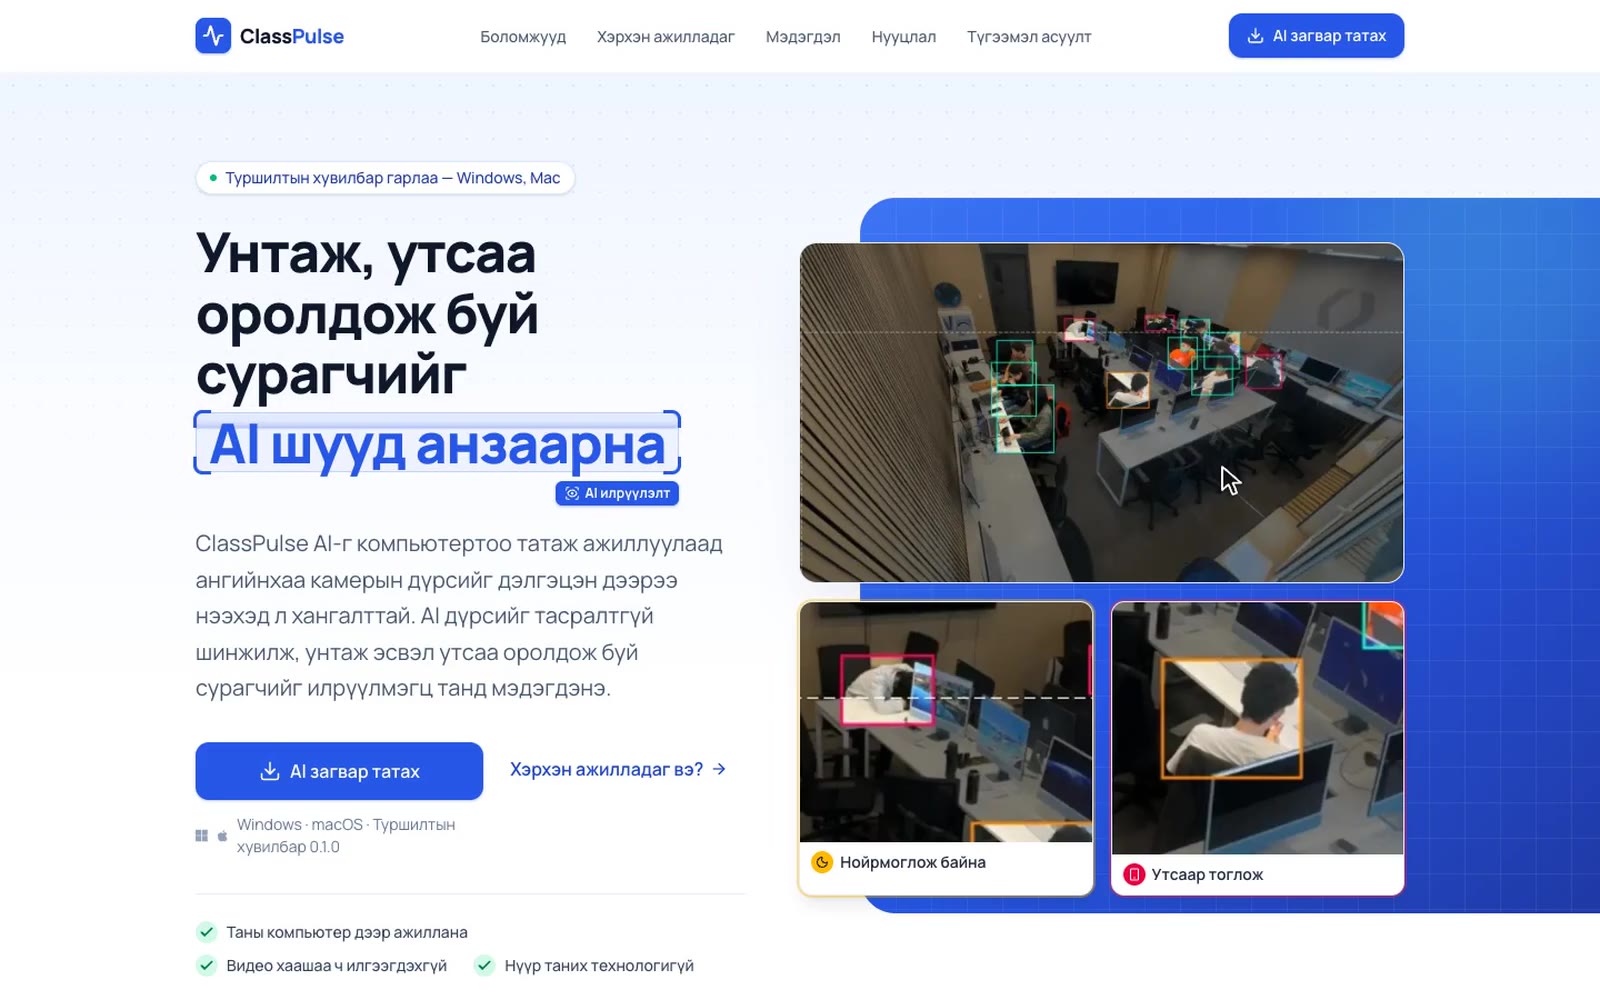 ClassPulse
Боломжууд
Хэрхэн ажилладаг
Мэдэгдэл
Нууцлал
Түгээмэл асуулт
AI загвар татах
Туршилтын хувилбар гарлаа — Windows, Mac
Унтаж, утсаа
оролдож буй
сурагчийг
AI шууд анзаарна
AI илрүүлэлт
ClassPulse AI-г компьютертоо татаж ажиллуулаад
ангийнхаа камерын дүрсийг дэлгэцэн дээрээ
нээхэд л хангалттай. AI дүрсийг тасралтгүй
шинжилж, унтаж эсвэл утсаа оролдож буй
сурагчийг илрүүлмэгц танд мэдэгдэнэ.
AI загвар татах
Хэрхэн ажилладаг вэ?
Windows · macOS · Туршилтын
хувилбар 0.1.0
Таны компьютер дээр ажиллана
Видео хаашаа ч илгээгдэхгүй
Нүүр таних технологигүй
Нойрмоглож байна
Утсаар тоглож